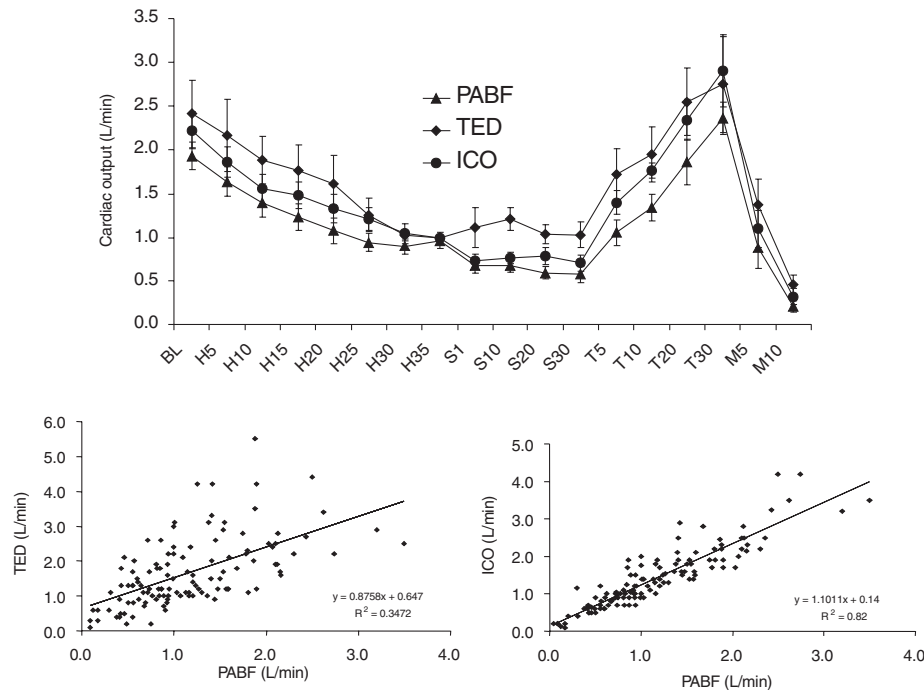 3.5
3.0
2.5
2.0
1.5
1.0
0.5
0.0
Cardiac output (L/min)
PABF
TED
ICO
BL H5 H10 H15 H20 H25 H30 H35 S1 S10 S20 S30 T5 T10 T20 T30 M5 M10
6.0
5.0
4.0
3.0
2.0
1.0
0.0
TED (L/min)
y = 0.8758x + 0.647
R² = 0.3472
0.0 1.0 2.0 3.0 4.0
PABF (L/min)
5.0
4.0
3.0
2.0
1.0
0.0
ICO (L/min)
y = 1.1011x + 0.14
R² = 0.82
0.0 1.0 2.0 3.0 4.0
PABF (L/min)